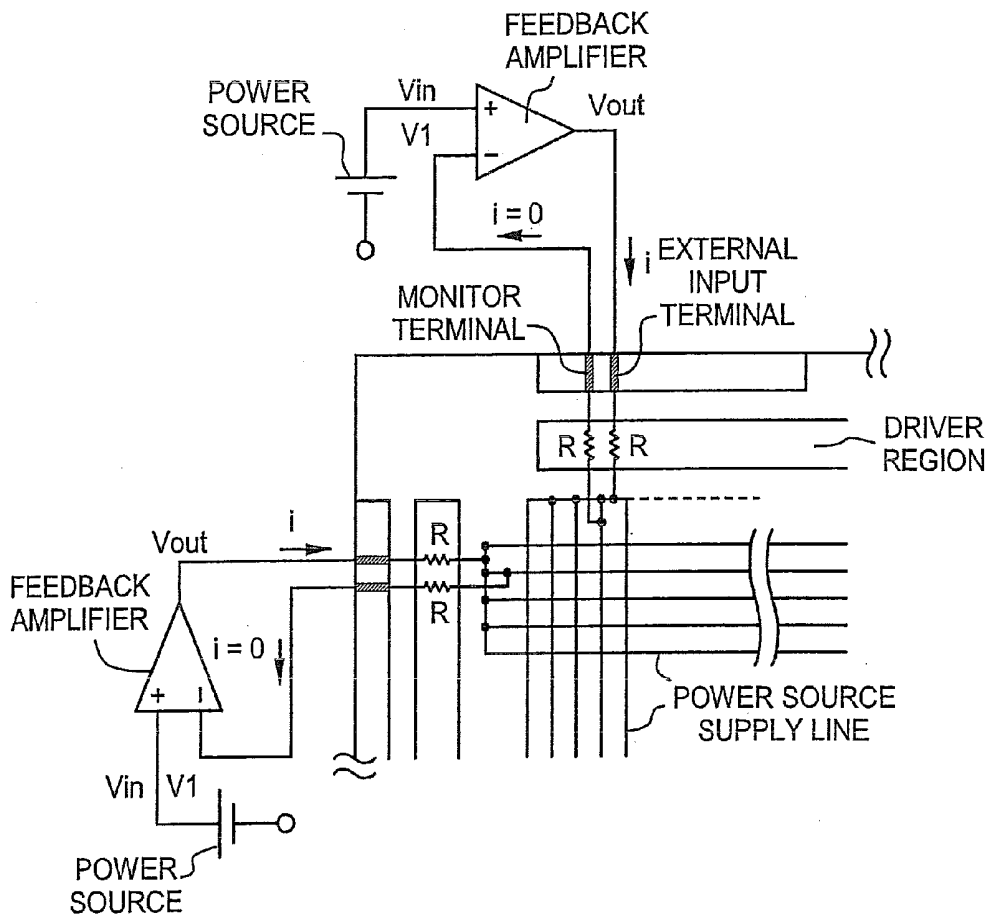 FEEDBACK
AMPLIFIER
POWER
SOURCE
Vin
V1
Vout
+
−
i = 0
i
EXTERNAL
INPUT
TERMINAL
MONITOR
TERMINAL
R
R
DRIVER
REGION
i
Vout
R
R
FEEDBACK
AMPLIFIER
i = 0
+
−
POWER SOURCE
SUPPLY LINE
Vin
V1
POWER
SOURCE